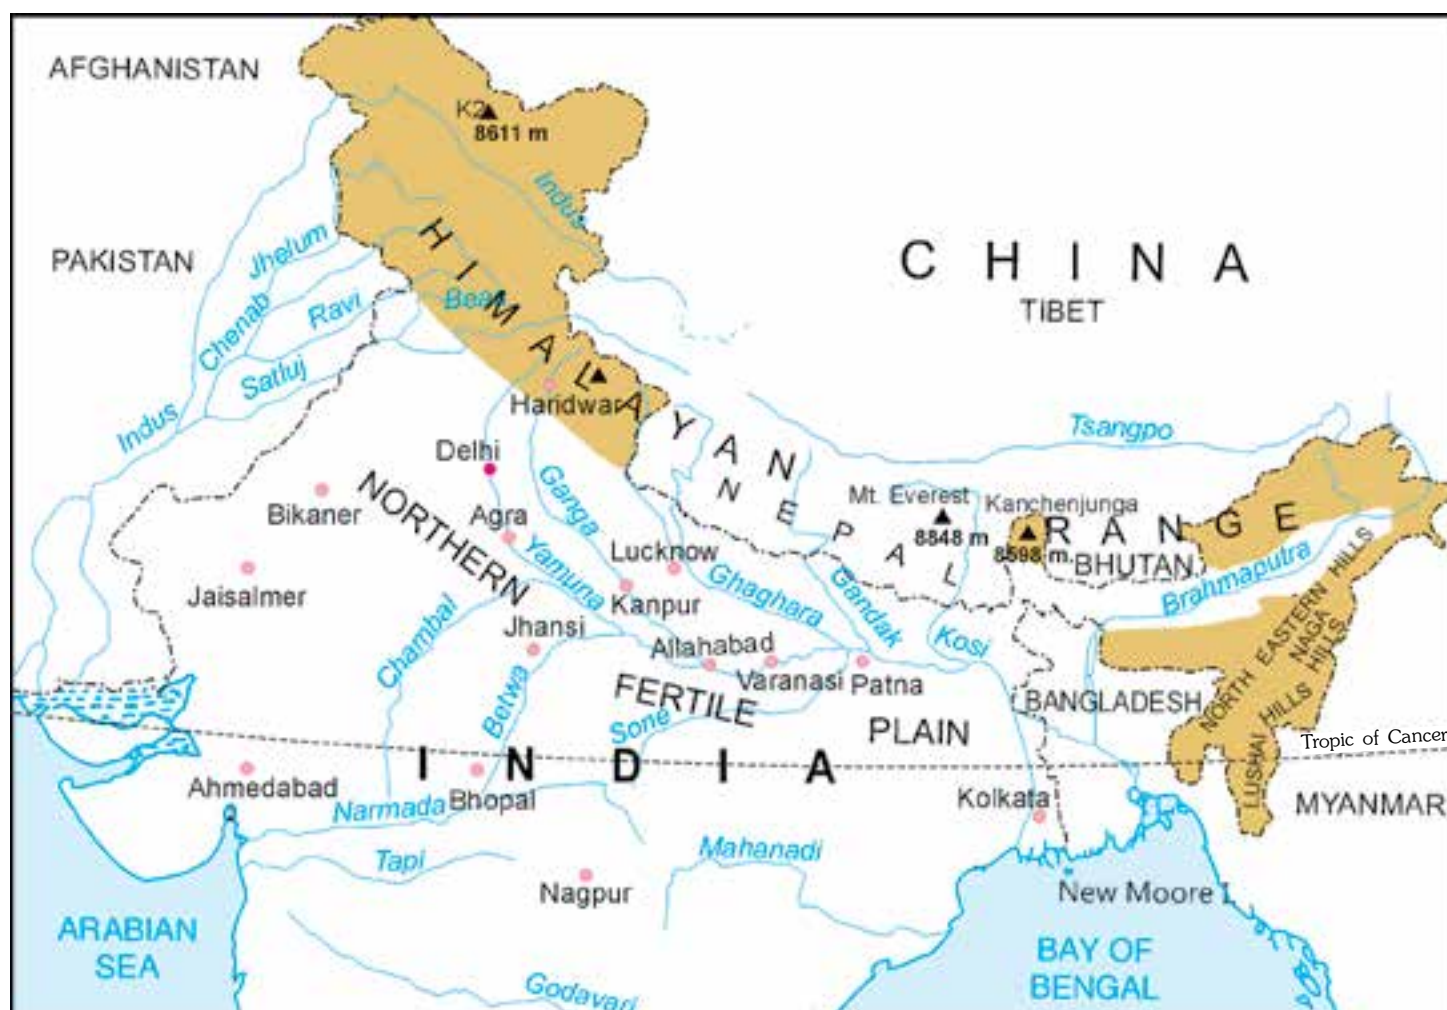 AFGHANISTAN
K2
8611 m
Indus
CHINA
TIBET
PAKISTAN
Jhelum
Chenab
Ravi
Beas
Satluj
Indus
HIMALAYAN
RANGE
Haridwar
Delhi
Tsangpo
NEPAL
Mt. Everest
8848 m
Kanchenjunga
8598 m.
BHUTAN
Brahmaputra
Bikaner
NORTHERN
Agra
Ganga
Yamuna
Lucknow
Kanpur
Ghaghara
Gandak
Kosi
Jaisalmer
Chambal
Jhansi
Betwa
Allahabad
Varanasi
Patna
FERTILE
Sone
PLAIN
BANGLADESH
NORTH EASTERN HILLS
NAGA
HILLS
LUSHAI HILLS
Tropic of Cancer
INDIA
Ahmedabad
Narmada
Bhopal
Kolkata
MYANMAR
Tapi
Nagpur
Mahanadi
New Moore I.
ARABIAN
SEA
BAY OF
BENGAL
Godavari